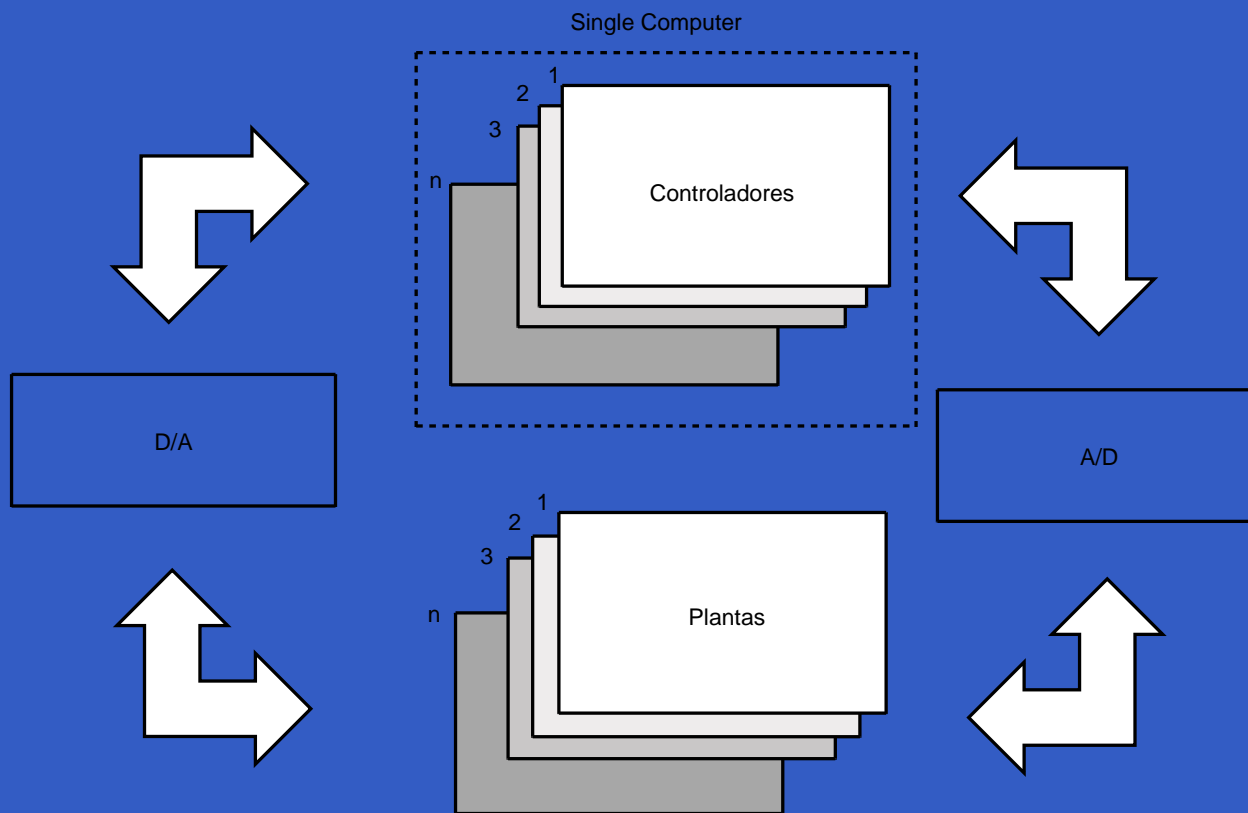 Single Computer
1
2
3
n
Controladores
D/A
A/D
1
2
3
n
Plantas